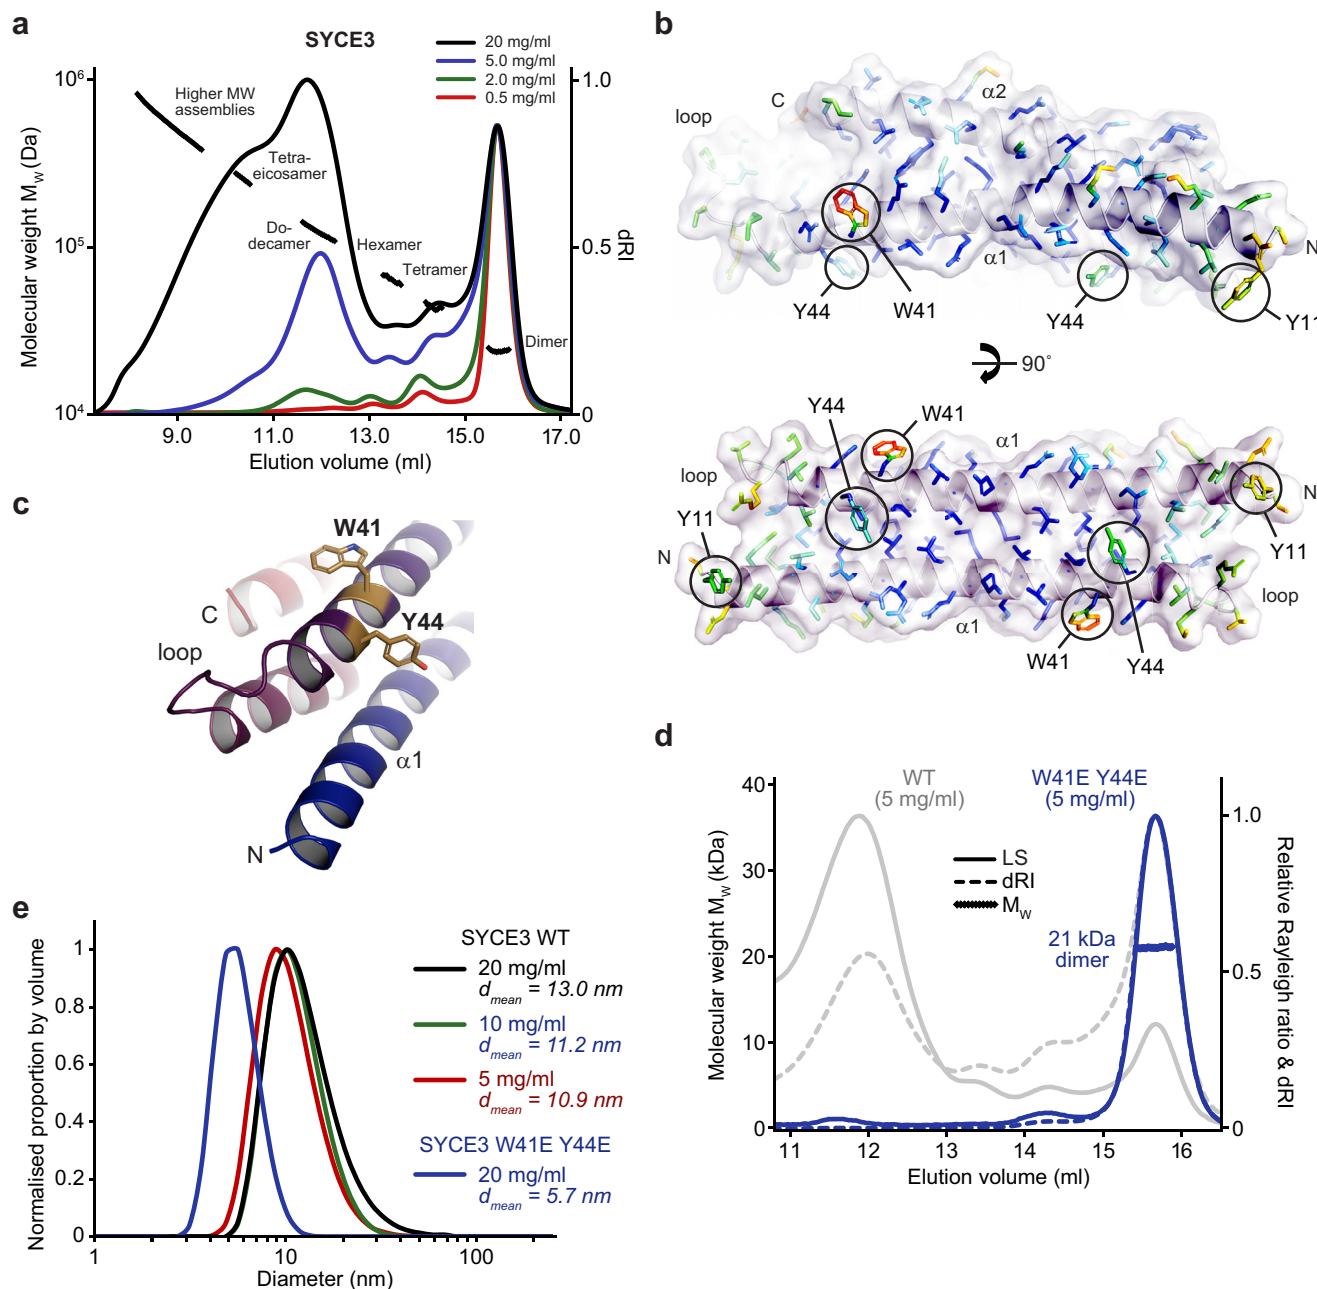 a
SYCE3
20 mg/ml
5.0 mg/ml
2.0 mg/ml
0.5 mg/ml
10⁶
10⁵
10⁴
Molecular weight M_W (Da)
1.0
0.5
0
dRI
Higher MW
assemblies
Tetra-
eicosamer
Do-
decamer
Hexamer
Tetramer
Dimer
9.0
11.0
13.0
15.0
17.0
Elution volume (ml)
b
loop
C
α2
α1
N
Y44
W41
Y44
Y11
90°
Y44
W41
α1
loop
N
Y11
Y11
N
loop
α1
W41
Y44
c
W41
Y44
C
loop
α1
N
d
WT
(5 mg/ml)
W41E Y44E
(5 mg/ml)
LS
dRI
M_W
21 kDa
dimer
40
30
20
10
0
Molecular weight M_W (kDa)
1.0
0.5
0
Relative Rayleigh ratio & dRI
11
12
13
14
15
16
Elution volume (ml)
e
SYCE3 WT
20 mg/ml
d_mean = 13.0 nm
10 mg/ml
d_mean = 11.2 nm
5 mg/ml
d_mean = 10.9 nm
SYCE3 W41E Y44E
20 mg/ml
d_mean = 5.7 nm
1
0.8
0.6
0.4
0.2
0
Normalised proportion by volume
1
10
100
Diameter (nm)